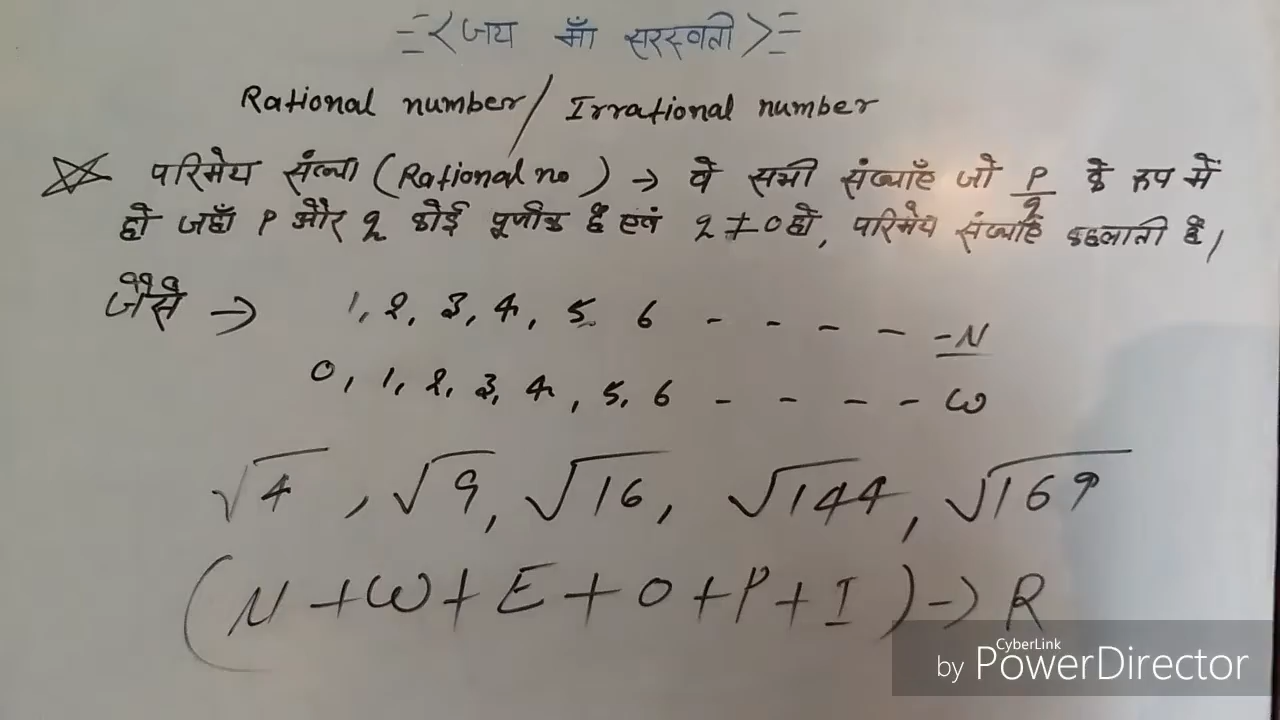 =<जय माँ सरस्वती>=
Rational number / Irrational number
परिमेय संख्या (Rational no) → वे सभी संख्याएँ जो P/q के रूप में
हो जहाँ P और q कोई पूर्णांक है एवं q ≠ 0 हो, परिमेय संख्याएँ कहलाती है,
जैसे → 1, 2, 3, 4, 5, 6 - - - - - N
0, 1, 2, 3, 4, 5, 6 - - - - W
√4, √9, √16, √144, √169
(N + W + E + O + P + I) → R
CyberLink
by PowerDirector